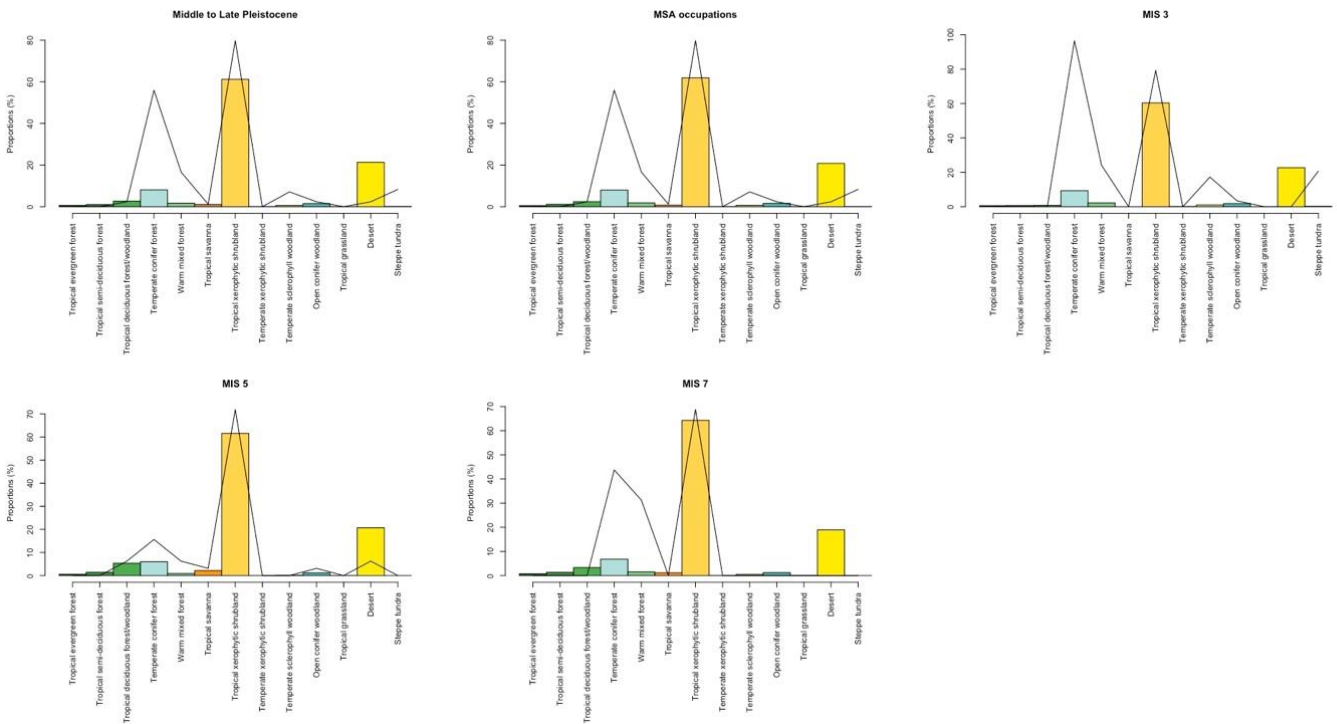 Middle to Late Pleistocene
Proportions (%)
0
20
40
60
80
Tropical evergreen forest
Tropical semi-deciduous forest
Tropical deciduous forest/woodland
Temperate conifer forest
Warm mixed forest
Tropical savanna
Tropical xerophytic shrubland
Temperate xerophytic shrubland
Temperate sclerophyll woodland
Open conifer woodland
Tropical grassland
Desert
Steppe tundra
MSA occupations
Proportions (%)
0
20
40
60
80
Tropical evergreen forest
Tropical semi-deciduous forest
Tropical deciduous forest/woodland
Temperate conifer forest
Warm mixed forest
Tropical savanna
Tropical xerophytic shrubland
Temperate xerophytic shrubland
Temperate sclerophyll woodland
Open conifer woodland
Tropical grassland
Desert
Steppe tundra
MIS 3
Proportions (%)
0
20
40
60
80
100
Tropical evergreen forest
Tropical semi-deciduous forest
Tropical deciduous forest/woodland
Temperate conifer forest
Warm mixed forest
Tropical savanna
Tropical xerophytic shrubland
Temperate xerophytic shrubland
Temperate sclerophyll woodland
Open conifer woodland
Tropical grassland
Desert
Steppe tundra
MIS 5
Proportions (%)
0
10
20
30
40
50
60
70
Tropical evergreen forest
Tropical semi-deciduous forest
Tropical deciduous forest/woodland
Temperate conifer forest
Warm mixed forest
Tropical savanna
Tropical xerophytic shrubland
Temperate xerophytic shrubland
Temperate sclerophyll woodland
Open conifer woodland
Tropical grassland
Desert
Steppe tundra
MIS 7
Proportions (%)
0
10
20
30
40
50
60
70
Tropical evergreen forest
Tropical semi-deciduous forest
Tropical deciduous forest/woodland
Temperate conifer forest
Warm mixed forest
Tropical savanna
Tropical xerophytic shrubland
Temperate xerophytic shrubland
Temperate sclerophyll woodland
Open conifer woodland
Tropical grassland
Desert
Steppe tundra